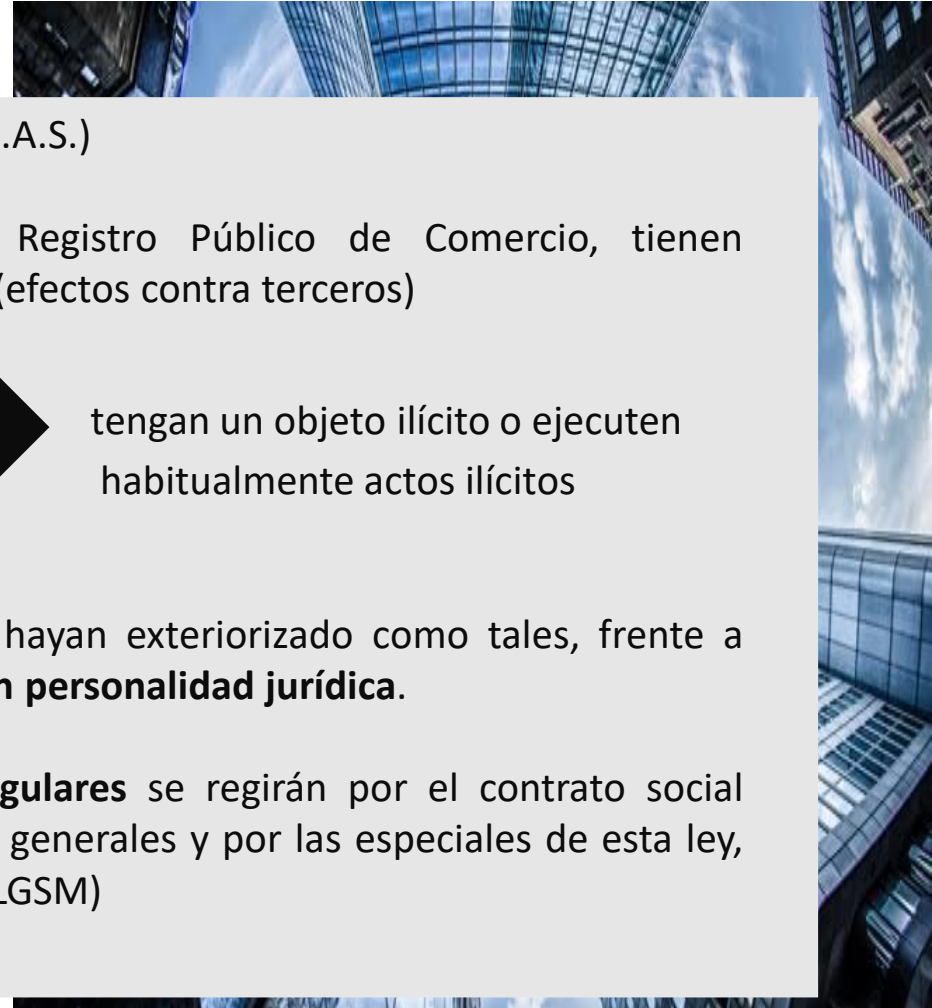 .A.S.)
Registro Público de Comercio, tienen
(efectos contra terceros)
tengan un objeto ilícito o ejecuten
habitualmente actos ilícitos
hayan exteriorizado como tales, frente a
n personalidad jurídica.
gulares se regirán por el contrato social
generales y por las especiales de esta ley,
LGSM)